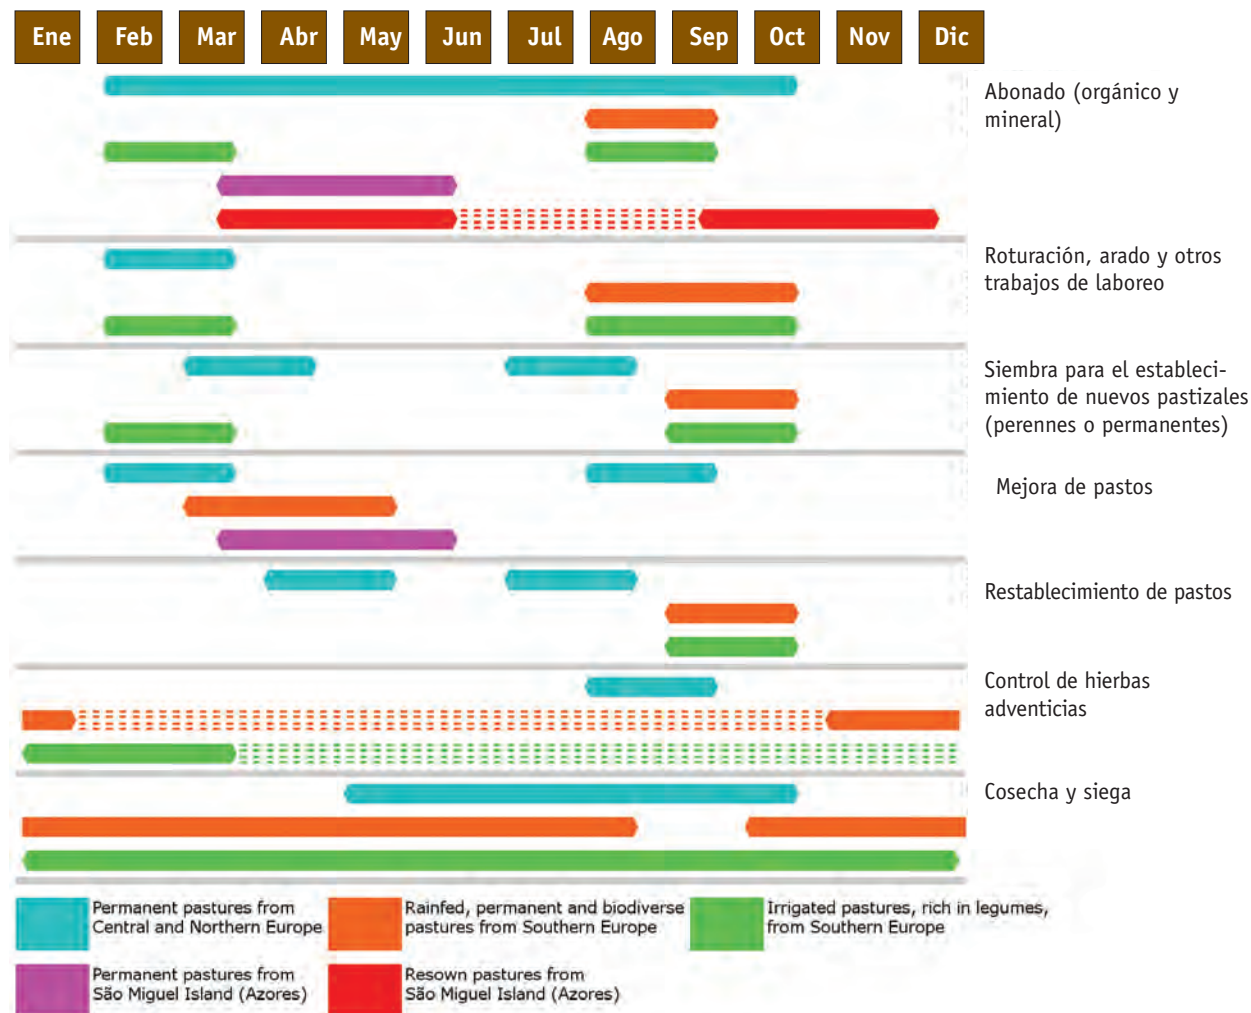 Ene Feb Mar Abr May Jun Jul Ago Sep Oct Nov Dic
Abonado (orgánico y
mineral)
Roturación, arado y otros
trabajos de laboreo
Siembra para el estableci-
miento de nuevos pastizales
(perennes o permanentes)
Mejora de pastos
Restablecimiento de pastos
Control de hierbas
adventicias
Cosecha y siega
Permanent pastures from
Central and Northern Europe
Rainfed, permanent and biodiverse
pastures from Southern Europe
Irrigated pastures, rich in legumes,
from Southern Europe
Permanent pastures from
São Miguel Island (Azores)
Resown pastures from
São Miguel Island (Azores)